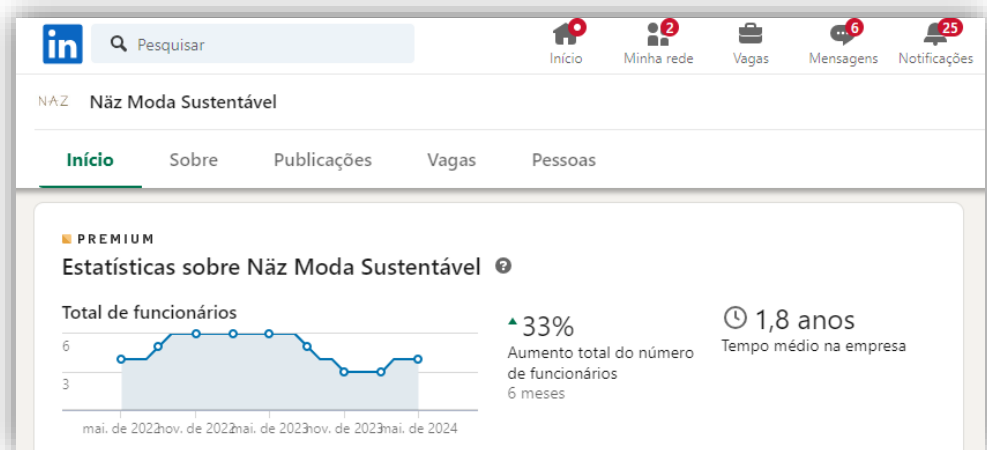 in Pesquisar
2 6 25
Início Minha rede Vagas Mensagens Notificações
NAZ Näz Moda Sustentável
Início Sobre Publicações Vagas Pessoas
PREMIUM
Estatísticas sobre Näz Moda Sustentável ?
Total de funcionários
6
3
mai. de 2022 nov. de 2022 mai. de 2023 nov. de 2023 mai. de 2024
33%
Aumento total do número
de funcionários
6 meses
1,8 anos
Tempo médio na empresa